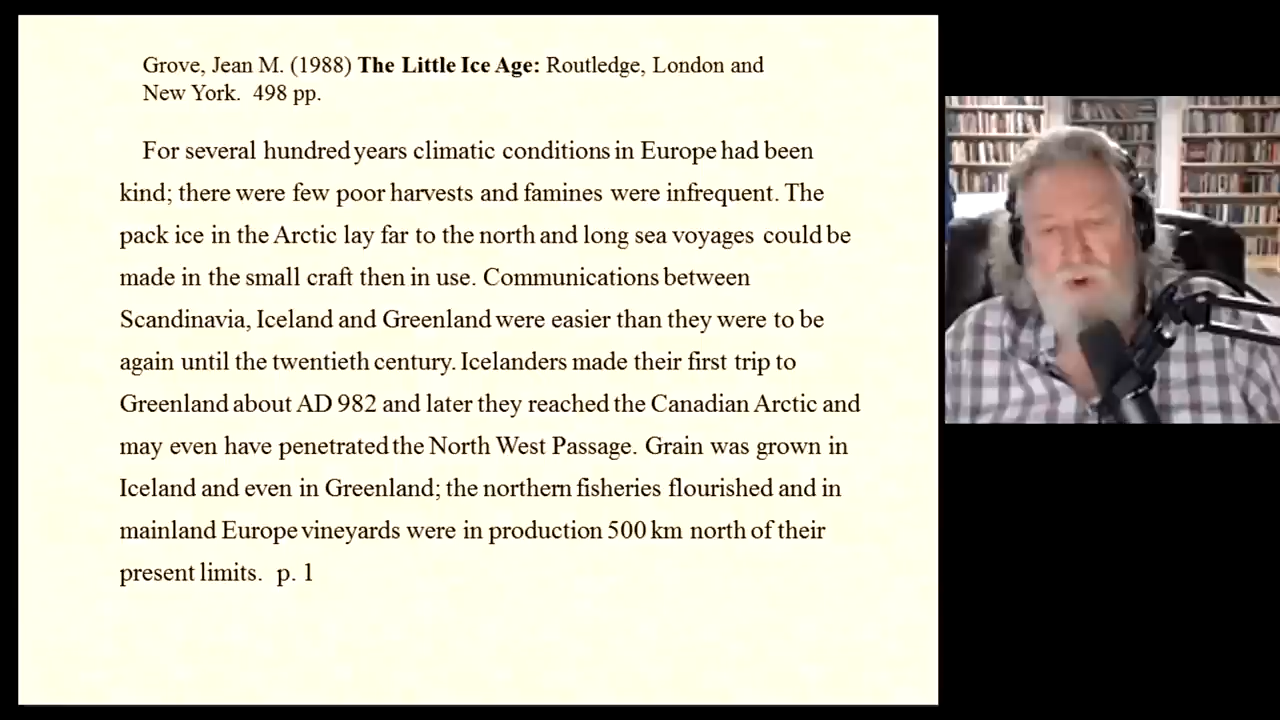 Grove, Jean M. (1988) The Little Ice Age: Routledge, London and
New York. 498 pp.
For several hundred years climatic conditions in Europe had been
kind; there were few poor harvests and famines were infrequent. The
pack ice in the Arctic lay far to the north and long sea voyages could be
made in the small craft then in use. Communications between
Scandinavia, Iceland and Greenland were easier than they were to be
again until the twentieth century. Icelanders made their first trip to
Greenland about AD 982 and later they reached the Canadian Arctic and
may even have penetrated the North West Passage. Grain was grown in
Iceland and even in Greenland; the northern fisheries flourished and in
mainland Europe vineyards were in production 500 km north of their
present limits. p. 1